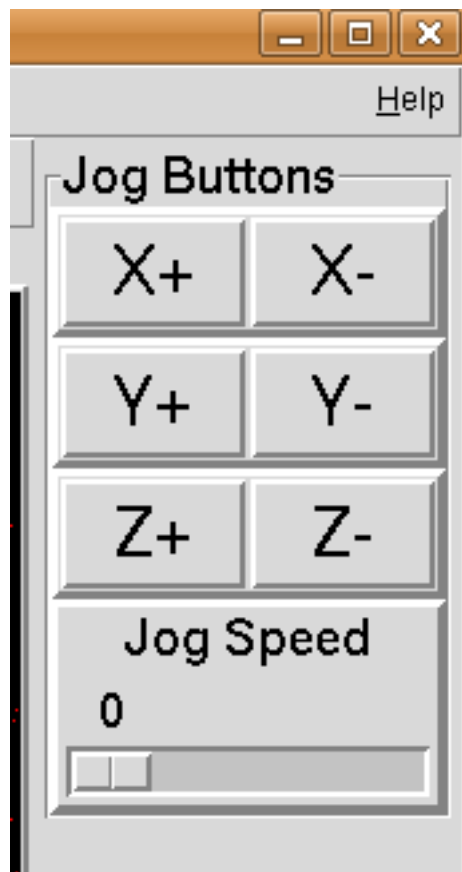 Help
Jog Buttons
X+ X-
Y+ Y-
Z+ Z-
Jog Speed
0